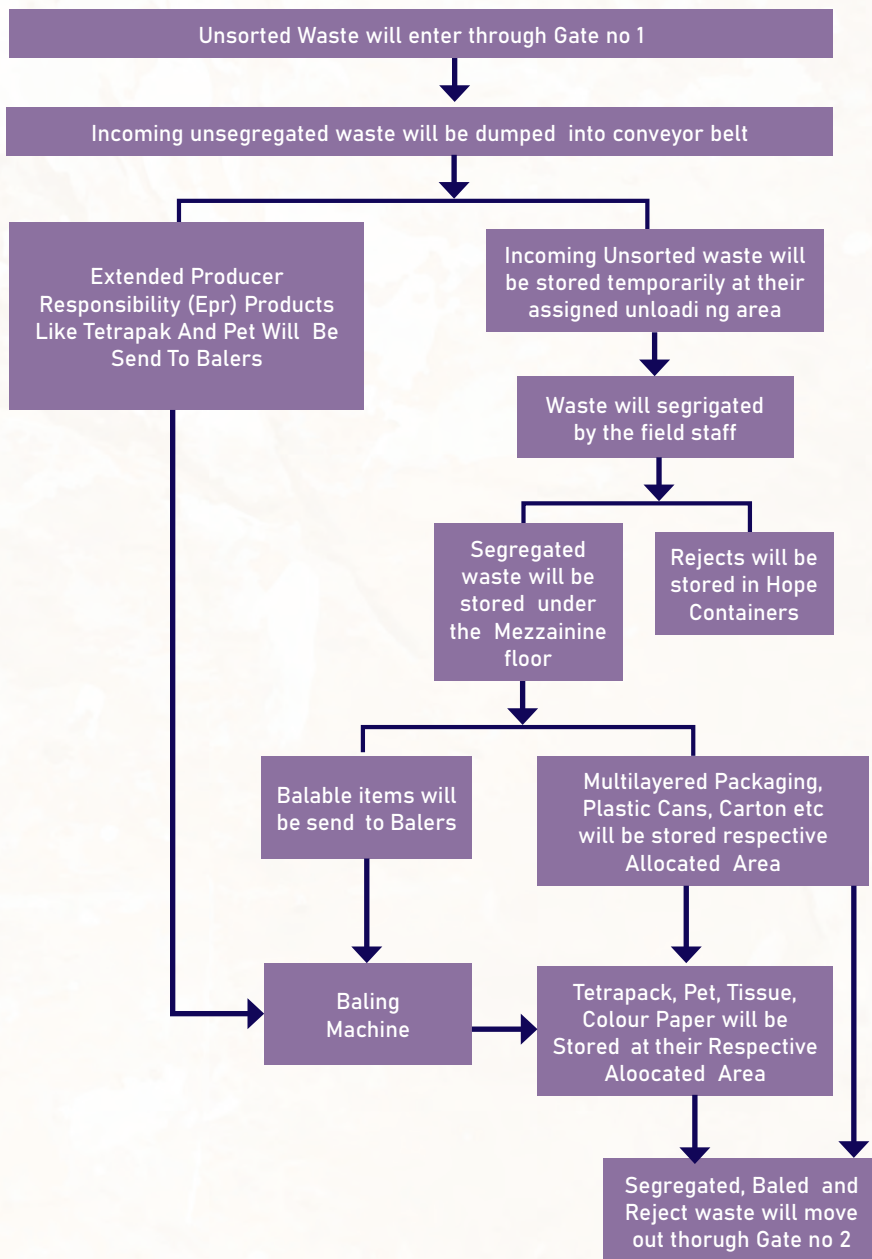 Unsorted Waste will enter through Gate no 1
Incoming unsegregated waste will be dumped into conveyor belt
Extended Producer
Responsibility (Epr) Products
Like Tetrapak And Pet Will Be
Send To Balers
Incoming Unsorted waste will
be stored temporarily at their
assigned unloadi ng area
Waste will segrigated
by the field staff
Segregated
waste will be
stored under
the Mezzainine
floor
Rejects will be
stored in Hope
Containers
Balable items will
be send to Balers
Multilayered Packaging,
Plastic Cans, Carton etc
will be stored respective
Allocated Area
Baling
Machine
Tetrapack, Pet, Tissue,
Colour Paper will be
Stored at their Respective
Aloocated Area
Segregated, Baled and
Reject waste will move
out thorugh Gate no 2